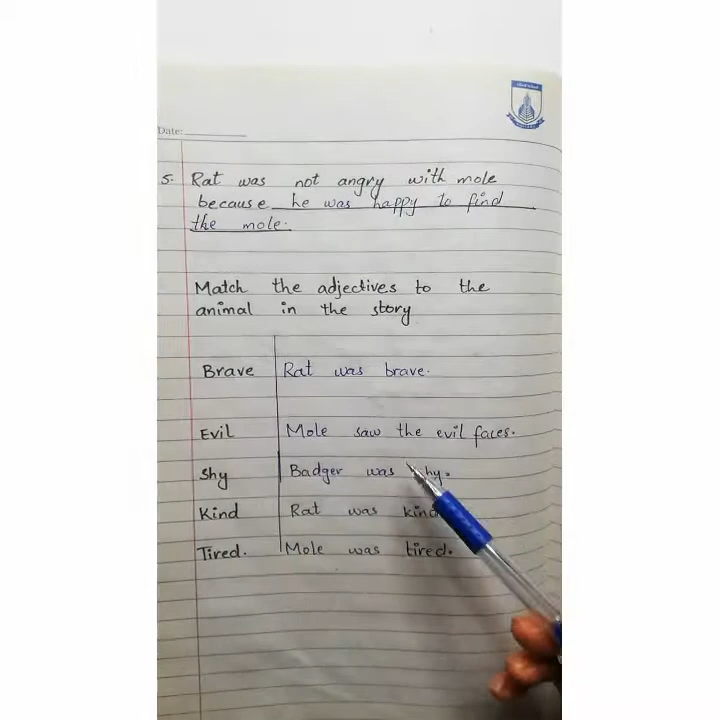 Date:
5. Rat was not angry with mole
because he was happy to find
the mole.
Match the adjectives to the
animal in the story
Brave Rat was brave.
Evil Mole saw the evil faces.
Shy Badger was hy.
Kind Rat was kind
Tired. Mole was tired.